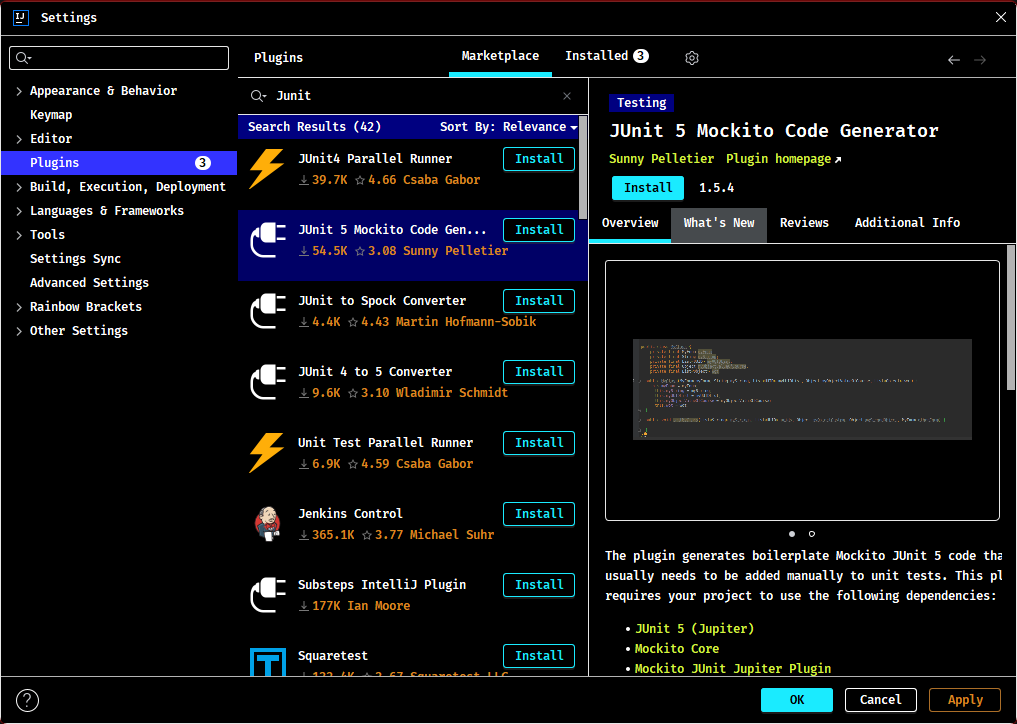 Settings
Appearance & Behavior
Keymap
Editor
Plugins 3
Build, Execution, Deployment
Languages & Frameworks
Tools
Settings Sync
Advanced Settings
Rainbow Brackets
Other Settings
Plugins Marketplace Installed 3
Junit
Search Results (42) Sort By: Relevance
JUnit4 Parallel Runner Install
39.7K 4.66 Csaba Gabor
JUnit 5 Mockito Code Gen... Install
54.5K 3.08 Sunny Pelletier
JUnit to Spock Converter Install
4.4K 4.43 Martin Hofmann-Sobik
JUnit 4 to 5 Converter Install
9.6K 3.10 Wladimir Schmidt
Unit Test Parallel Runner Install
6.9K 4.59 Csaba Gabor
Jenkins Control Install
365.1K 3.77 Michael Suhr
Substeps IntelliJ Plugin Install
177K Ian Moore
Squaretest Install
122.4K 3.67 Squaretest LLC
Testing
JUnit 5 Mockito Code Generator
Sunny Pelletier Plugin homepage
Install 1.5.4
Overview What's New Reviews Additional Info
The plugin generates boilerplate Mockito JUnit 5 code tha
usually needs to be added manually to unit tests. This pl
requires your project to use the following dependencies:
• JUnit 5 (Jupiter)
• Mockito Core
• Mockito JUnit Jupiter Plugin
? OK Cancel Apply